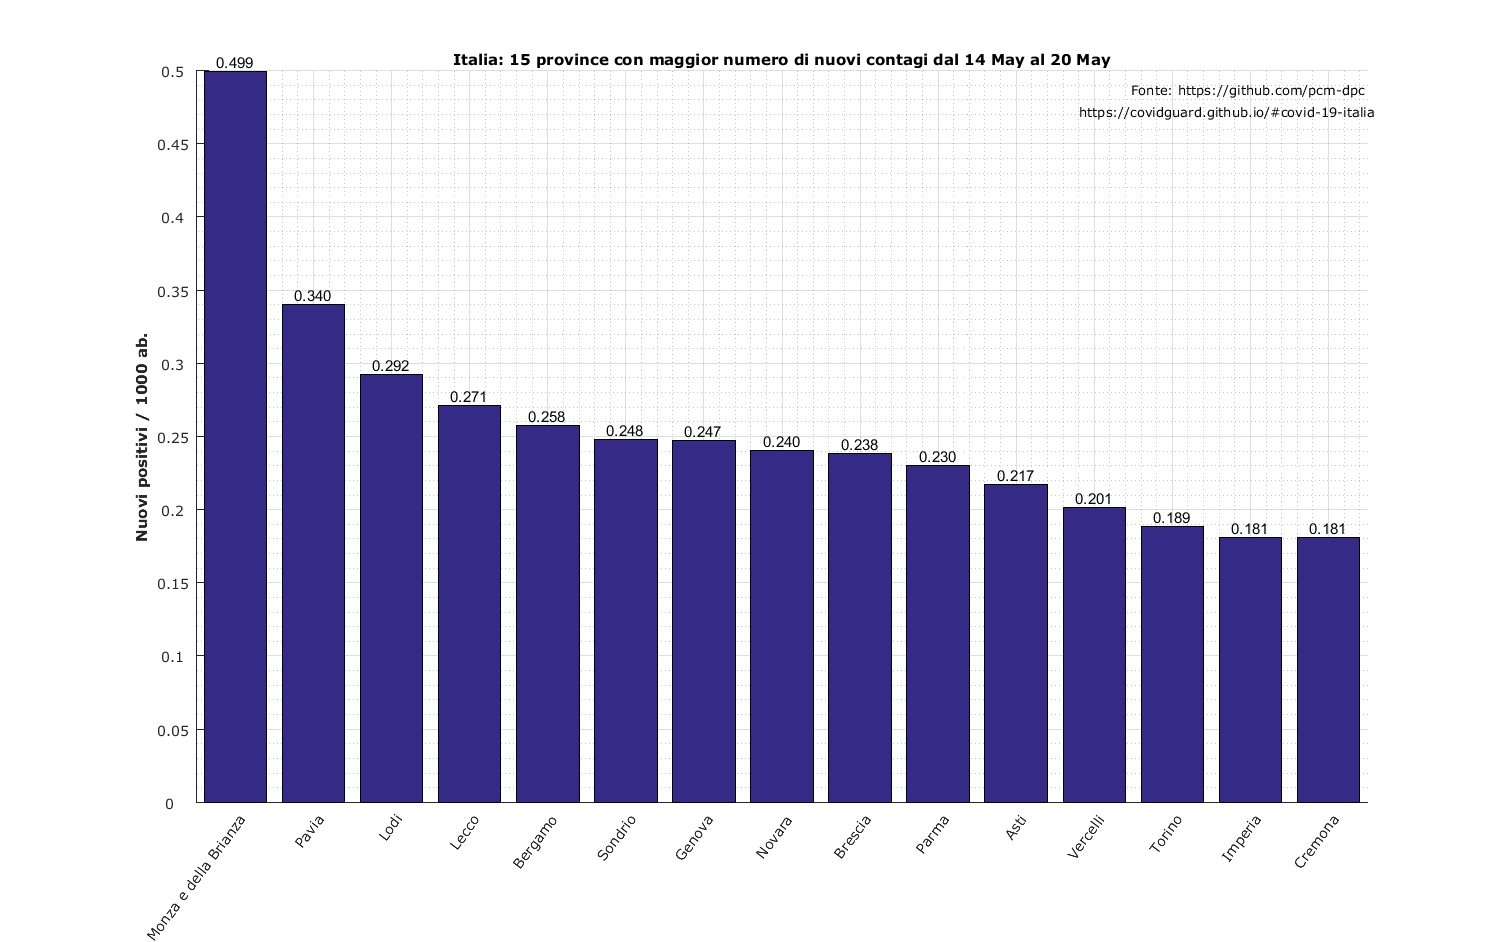 Italia: 15 province con maggior numero di nuovi contagi dal 14 May al 20 May
Fonte: https://github.com/pcm-dpc
https://covidguard.github.io/#covid-19-italia
Nuovi positivi / 1000 ab.
0.5
0.45
0.4
0.35
0.3
0.25
0.2
0.15
0.1
0.05
0
0.499
0.340
0.292
0.271
0.258
0.248
0.247
0.240
0.238
0.230
0.217
0.201
0.189
0.181
0.181
Monza e della Brianza
Pavia
Lodi
Lecco
Bergamo
Sondrio
Genova
Novara
Brescia
Parma
Asti
Vercelli
Torino
Imperia
Cremona